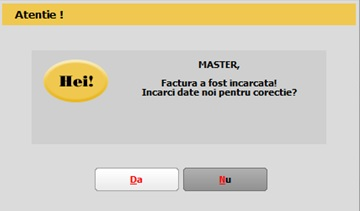 Atentie !
Hei!
MASTER,
Factura a fost incarcata!
Incarci date noi pentru corectie?
Da
Nu